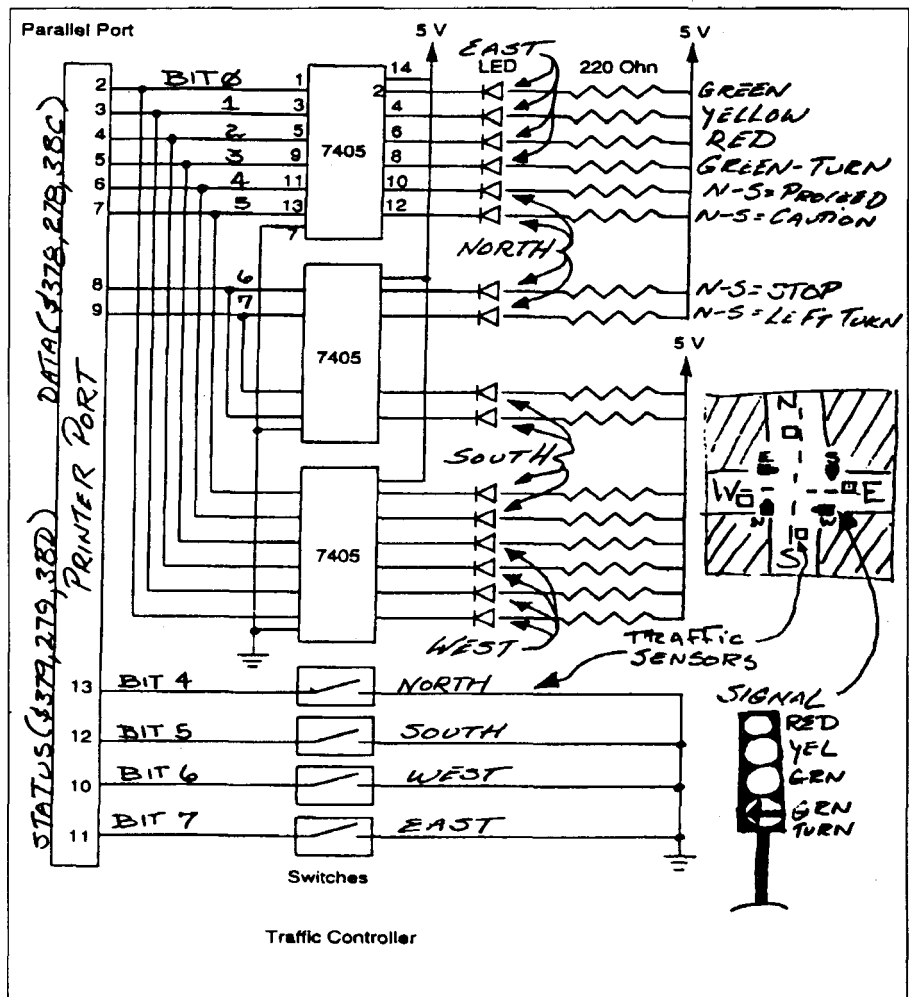 Parallel Port
5 V
5 V
EAST
LED
220 Ohn
2 BIT Ø 1
14
2
GREEN
3 1 3
4
YELLOW
4 2 5
6
RED
5 3 9
7405
8
GREEN-TURN
6 4 11
10
N-S=PROCEED
7 5 13
12
N-S=CAUTION
7
NORTH
8 6
N-S=STOP
9 7
N-S=LEFT TURN
7405
5 V
SOUTH
7405
WEST
DATA($378,278,3BC)
PRINTER PORT
STATUS($379,279,3BD)
N
E
S
W
E
N
W
S
TRAFFIC
SENSORS
13 BIT 4
NORTH
12 BIT 5
SOUTH
10 BIT 6
WEST
11 BIT 7
EAST
Switches
SIGNAL
RED
YEL
GRN
GRN
TURN
Traffic Controller